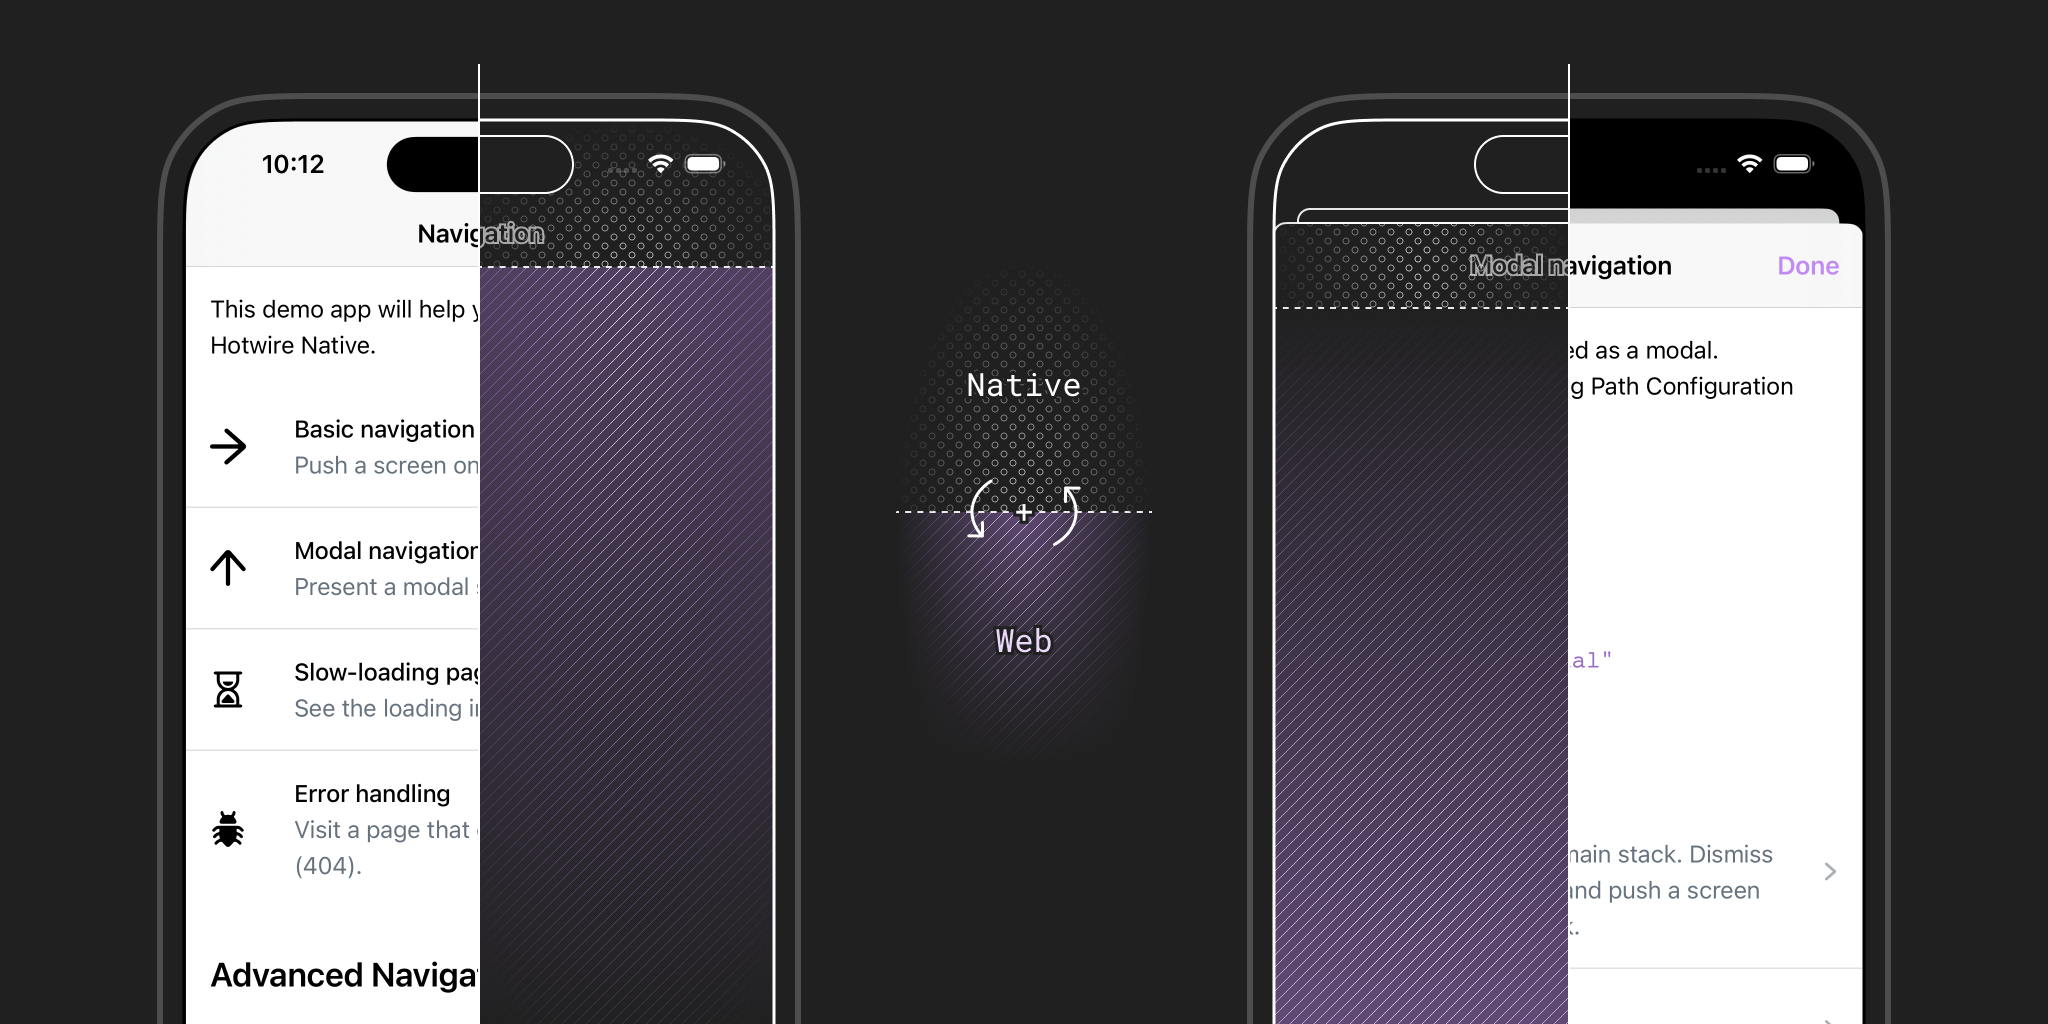 10:12
Navigation
This demo app will help
Hotwire Native.
Basic navigation
Push a screen on
Modal navigation
Present a modal
Slow-loading pag
See the loading i
Error handling
Visit a page that
(404).
Advanced Naviga
Native
+
Web
Modal navigation
Done
ed as a modal.
g Path Configuration
al"
main stack. Dismiss
and push a screen
k.